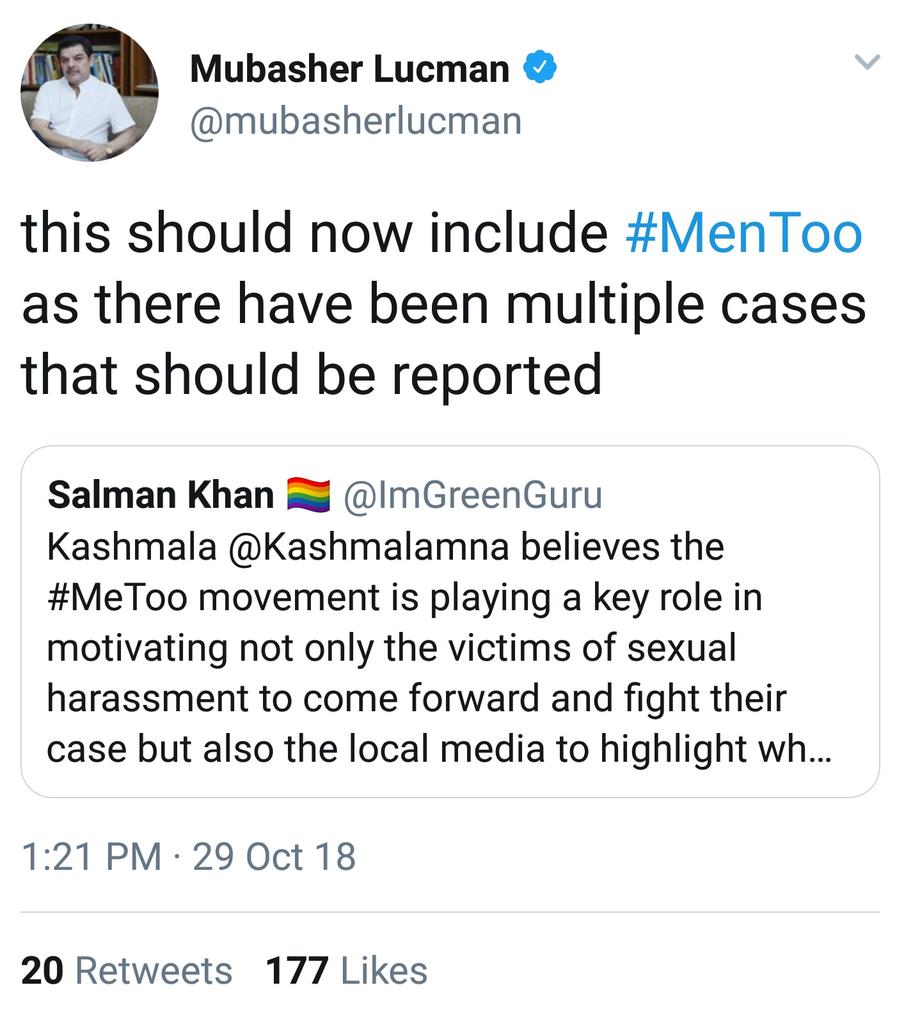 Mubasher Lucman
@mubasherlucman
this should now include #MenToo
as there have been multiple cases
that should be reported
Salman Khan 🏳️‍🌈 @ImGreenGuru
Kashmala @Kashmalamna believes the
#MeToo movement is playing a key role in
motivating not only the victims of sexual
harassment to come forward and fight their
case but also the local media to highlight wh...
1:21 PM · 29 Oct 18
20 Retweets 177 Likes